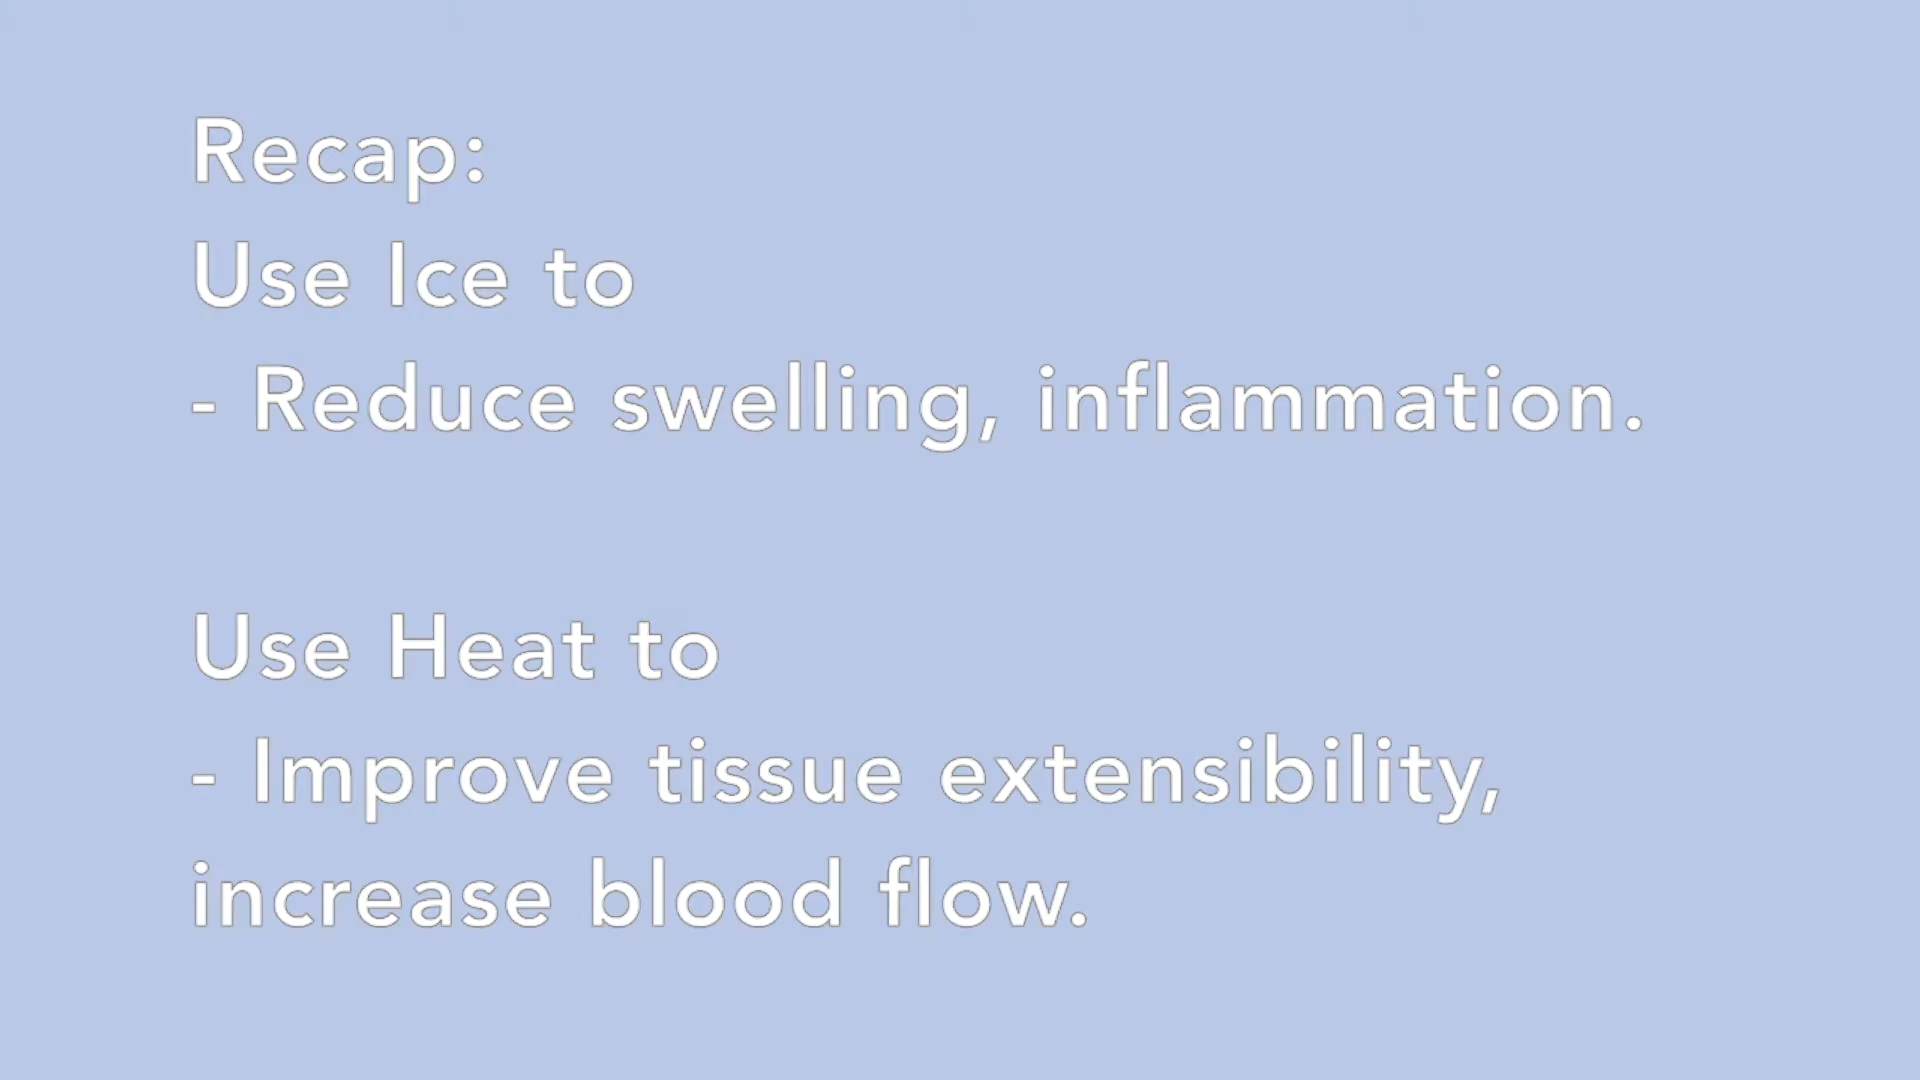 Recap:
Use Ice to
- Reduce swelling, inflammation.
Use Heat to
- Improve tissue extensibility,
increase blood flow.